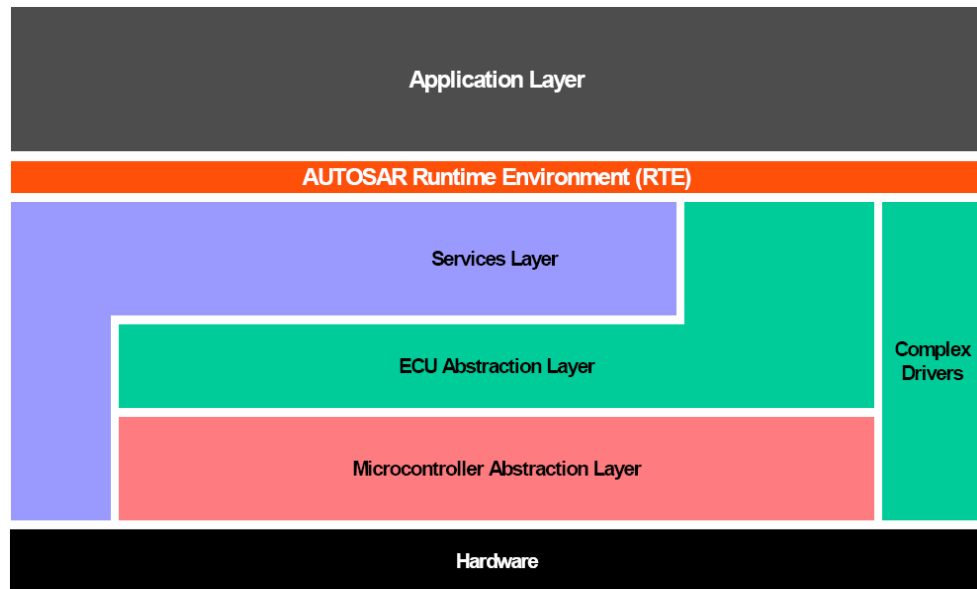 Application Layer
AUTOSAR Runtime Environment (RTE)
Services Layer
ECU Abstraction Layer
Complex
Drivers
Microcontroller Abstraction Layer
Hardware